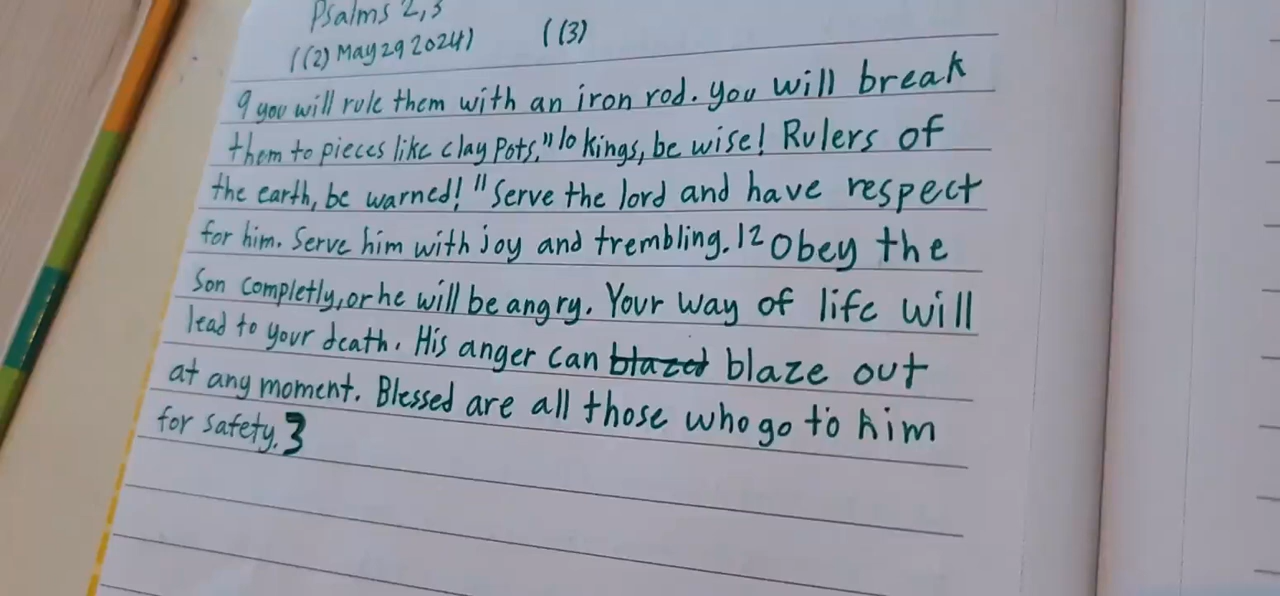 Psalms 2,3
((2) May 29 2024) ((3)
9 you will rule them with an iron rod. you will break
them to pieces like clay Pots." 10 kings, be wise! Rulers of
the earth, be warned! 11 Serve the lord and have respect
for him. Serve him with joy and trembling. 12 Obey the
Son completly, or he will be angry. Your way of life will
lead to your death. His anger can blazed blaze out
at any moment. Blessed are all those who go to him
for safety. 3